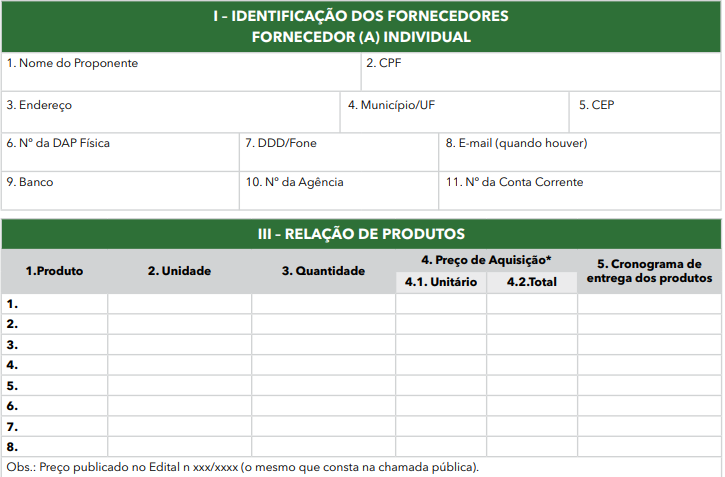 I – IDENTIFICAÇÃO DOS FORNECEDORES
FORNECEDOR (A) INDIVIDUAL
1. Nome do Proponente
2. CPF
3. Endereço
4. Município/UF
5. CEP
6. Nº da DAP Física
7. DDD/Fone
8. E-mail (quando houver)
9. Banco
10. Nº da Agência
11. Nº da Conta Corrente
III – RELAÇÃO DE PRODUTOS
1.Produto
2. Unidade
3. Quantidade
4. Preço de Aquisição*
4.1. Unitário
4.2.Total
5. Cronograma de
entrega dos produtos
1.
2.
3.
4.
5.
6.
7.
8.
Obs.: Preço publicado no Edital n xxx/xxxx (o mesmo que consta na chamada pública).